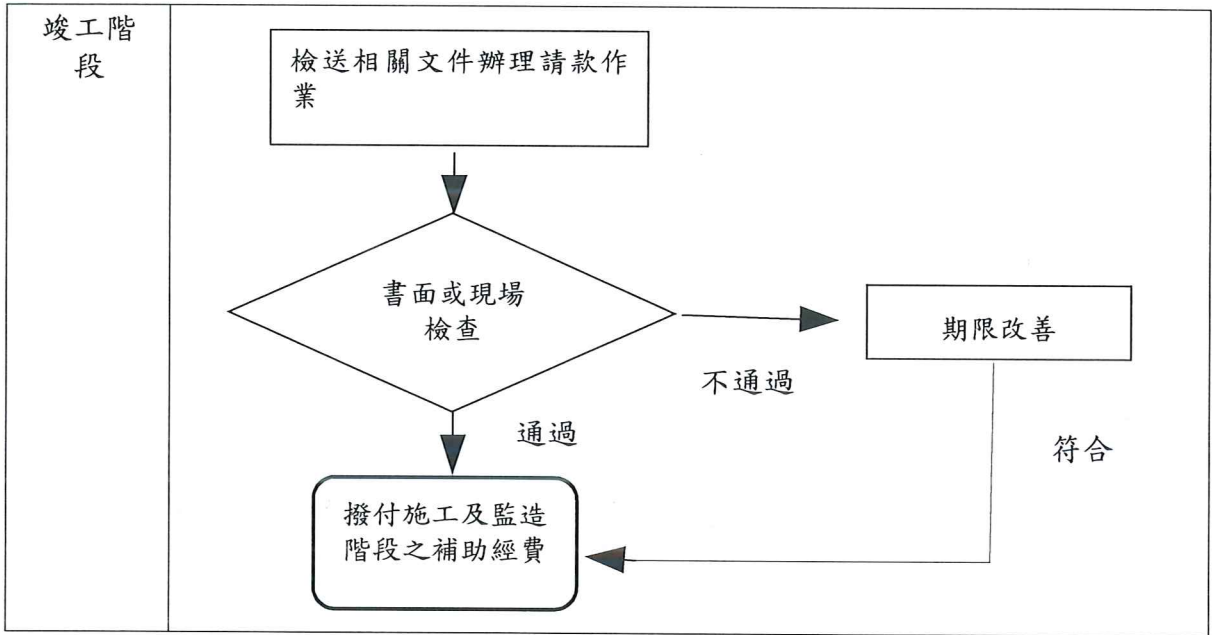 竣工階
段
檢送相關文件辦理請款作
業
書面或現場
檢查
不通過
期限改善
通過
符合
撥付施工及監造
階段之補助經費